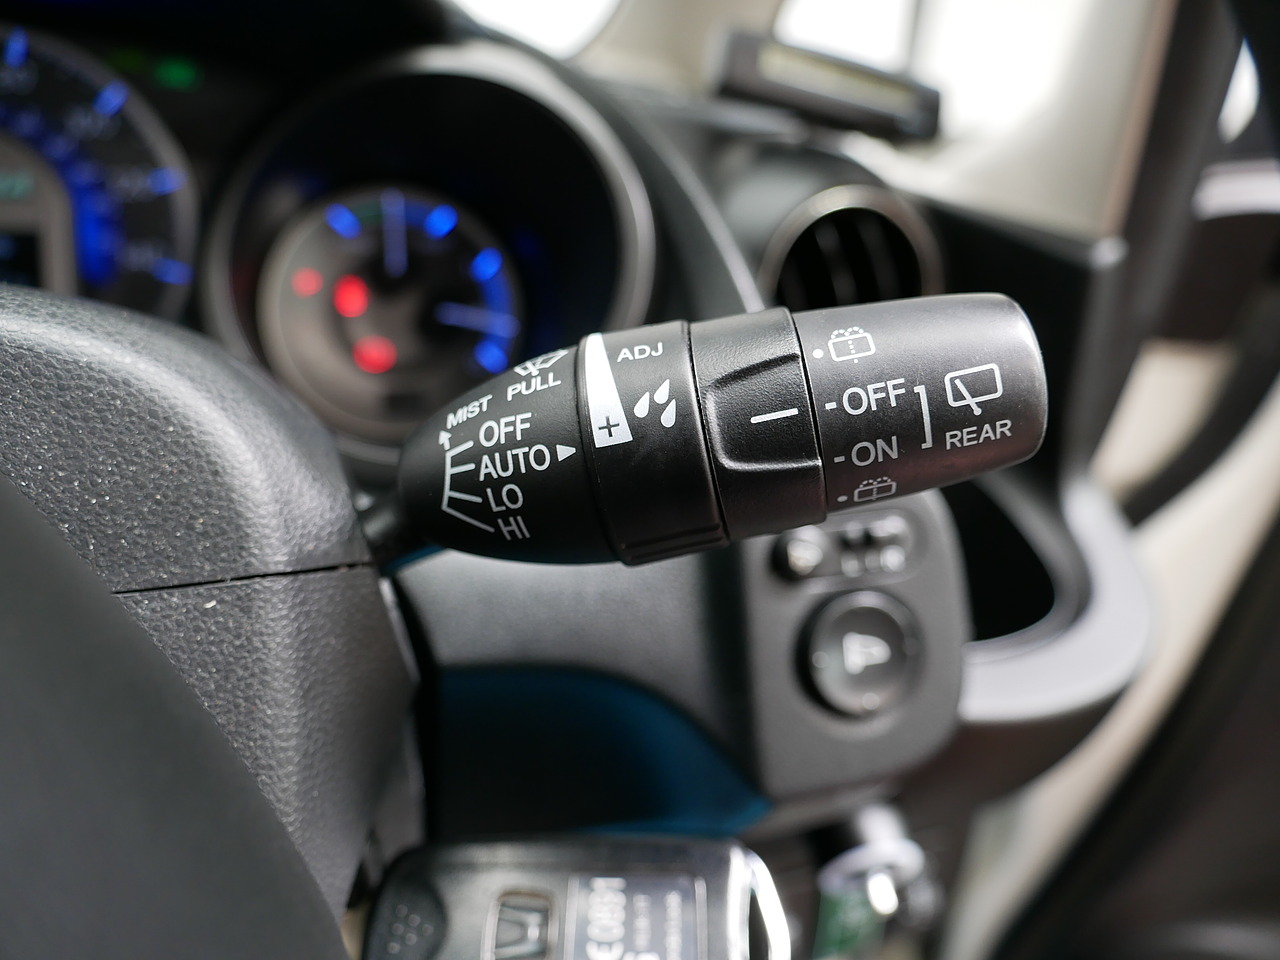 MIST
PULL
OFF
AUTO
LO
HI
ADJ
+
- OFF
- ON
REAR